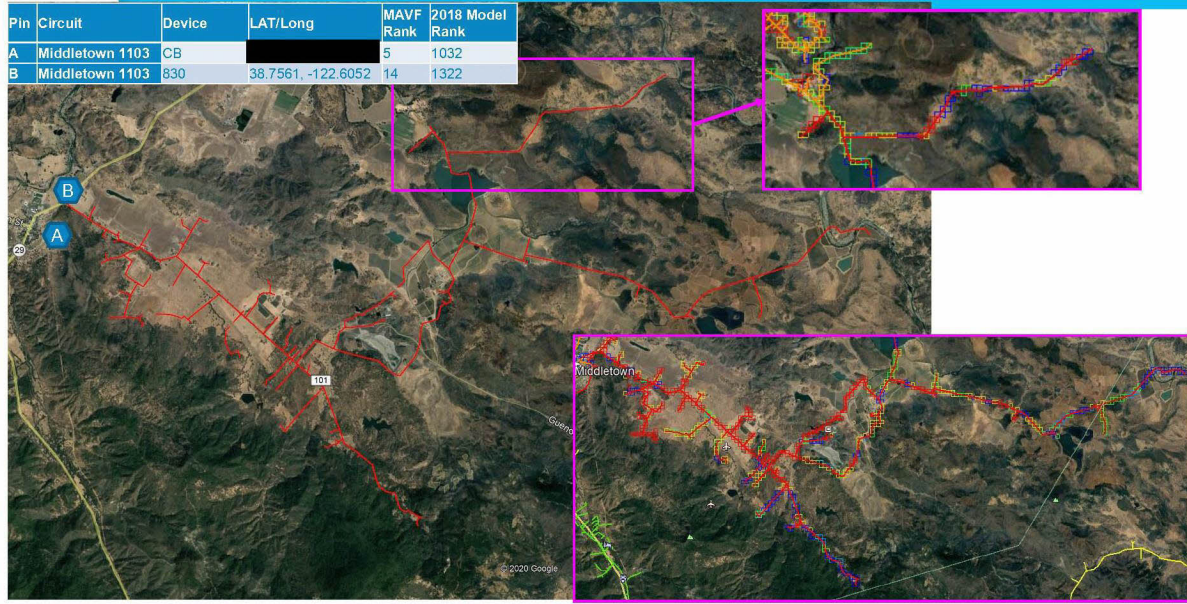 Pin Circuit Device LAT/Long MAVF Rank 2018 Model Rank
A Middletown 1103 CB 5 1032
B Middletown 1103 830 38.7561, -122.6052 14 1322
B
A
29
101
Gueno
© 2020 Google
Middletown